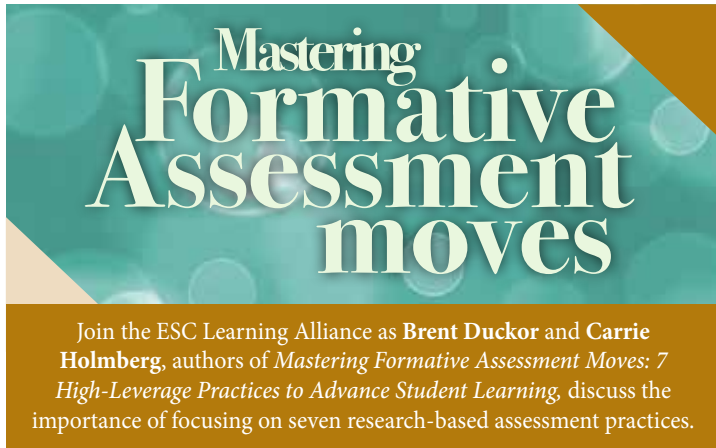 Mastering
Formative
Assessment
moves
Join the ESC Learning Alliance as Brent Duckor and Carrie
Holmberg, authors of Mastering Formative Assessment Moves: 7
High-Leverage Practices to Advance Student Learning, discuss the
importance of focusing on seven research-based assessment practices.